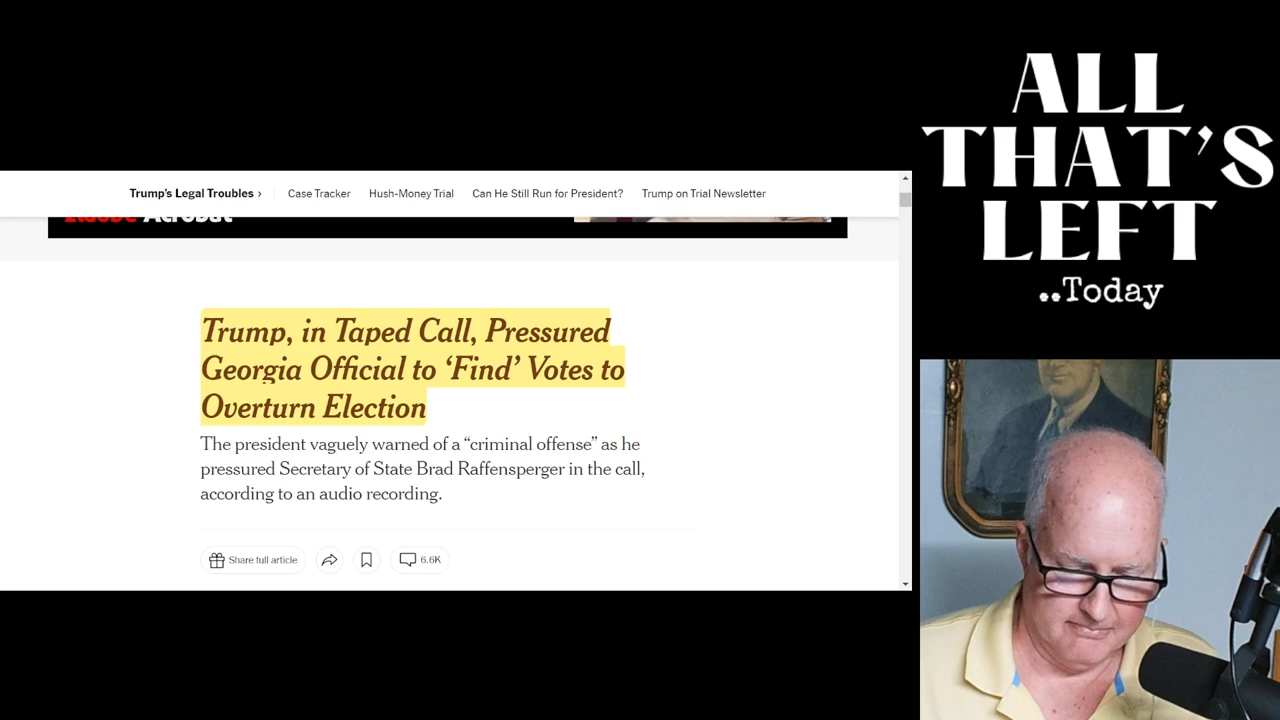 Trump's Legal Troubles ›
Case Tracker
Hush-Money Trial
Can He Still Run for President?
Trump on Trial Newsletter
Adobe Acrobat
Trump, in Taped Call, Pressured
Georgia Official to ‘Find’ Votes to
Overturn Election
The president vaguely warned of a “criminal offense” as he
pressured Secretary of State Brad Raffensperger in the call,
according to an audio recording.
Share full article
6.6K
ALL
THAT'S
LEFT
..Today